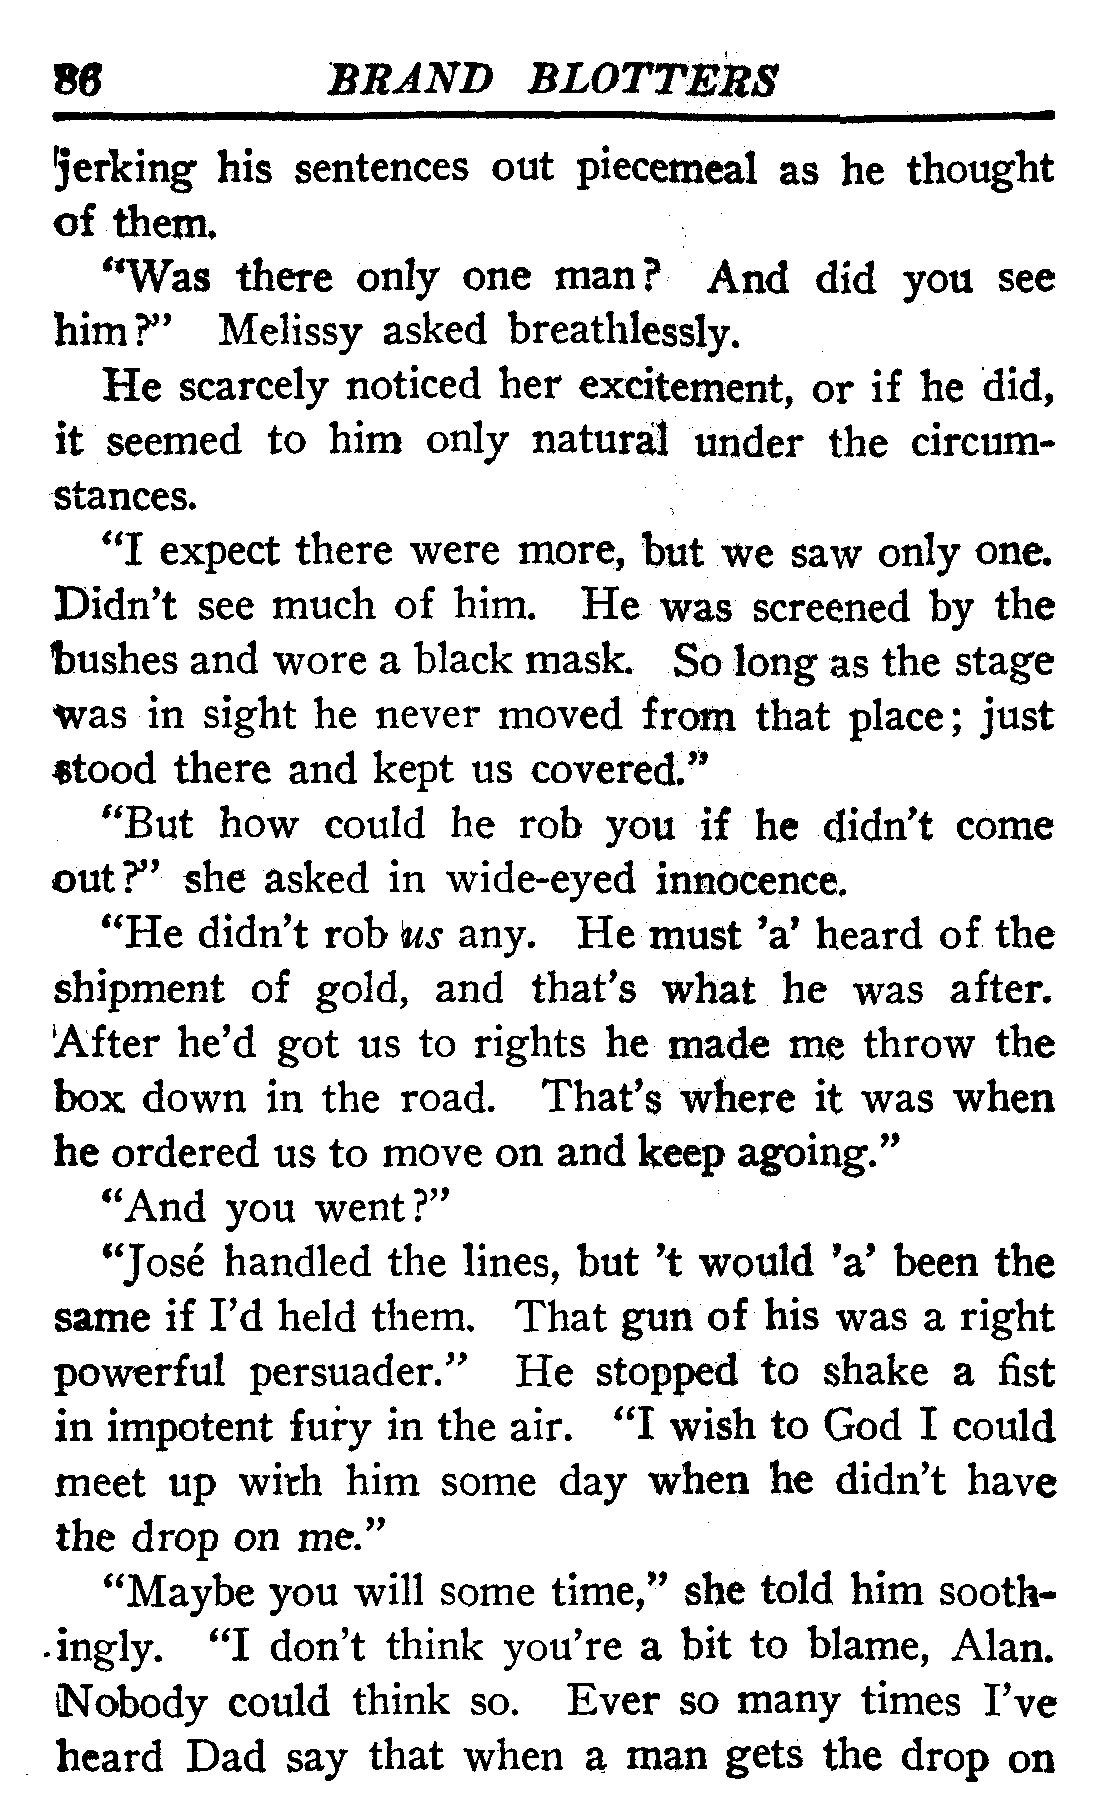 86 BRAND BLOTTERS
jerking his sentences out piecemeal as he thought
of them.
“Was there only one man? And did you see
him?” Melissy asked breathlessly.
He scarcely noticed her excitement, or if he did,
it seemed to him only natural under the circum-
stances.
“I expect there were more, but we saw only one.
Didn’t see much of him. He was screened by the
bushes and wore a black mask. So long as the stage
was in sight he never moved from that place; just
stood there and kept us covered.”
“But how could he rob you if he didn’t come
out?” she asked in wide-eyed innocence.
“He didn’t rob us any. He must ’a’ heard of the
shipment of gold, and that’s what he was after.
After he’d got us to rights he made me throw the
box down in the road. That’s where it was when
he ordered us to move on and keep agoing.”
“And you went?”
“José handled the lines, but ’t would ’a’ been the
same if I’d held them. That gun of his was a right
powerful persuader.” He stopped to shake a fist
in impotent fury in the air. “I wish to God I could
meet up with him some day when he didn’t have
the drop on me.”
“Maybe you will some time,” she told him sooth-
ingly. “I don’t think you’re a bit to blame, Alan.
Nobody could think so. Ever so many times I’ve
heard Dad say that when a man gets the drop on